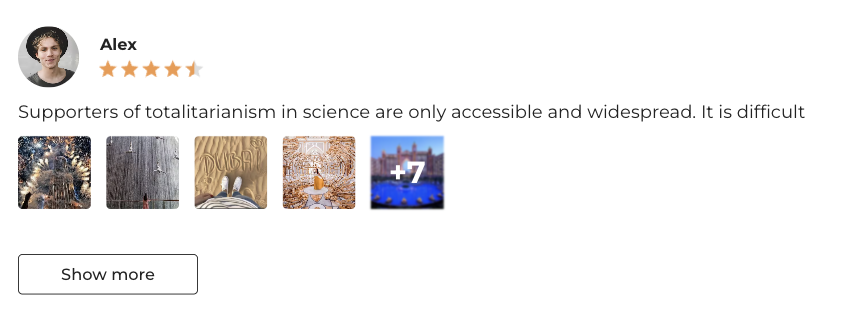 Alex
Supporters of totalitarianism in science are only accessible and widespread. It is difficult
DUBAI
+7
Show more